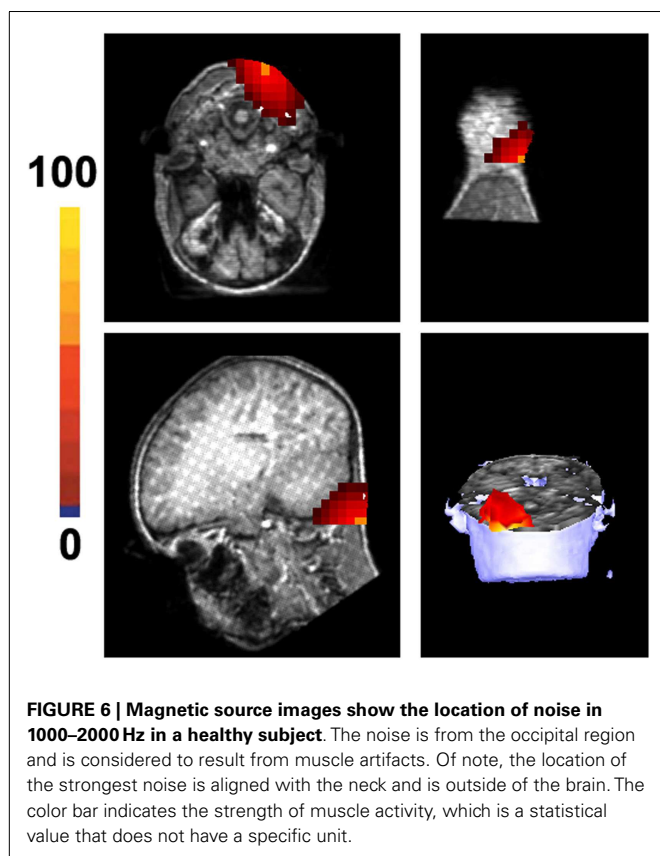 100
0
FIGURE 6 | Magnetic source images show the location of noise in
1000–2000 Hz in a healthy subject. The noise is from the occipital region
and is considered to result from muscle artifacts. Of note, the location of
the strongest noise is aligned with the neck and is outside of the brain. The
color bar indicates the strength of muscle activity, which is a statistical
value that does not have a specific unit.